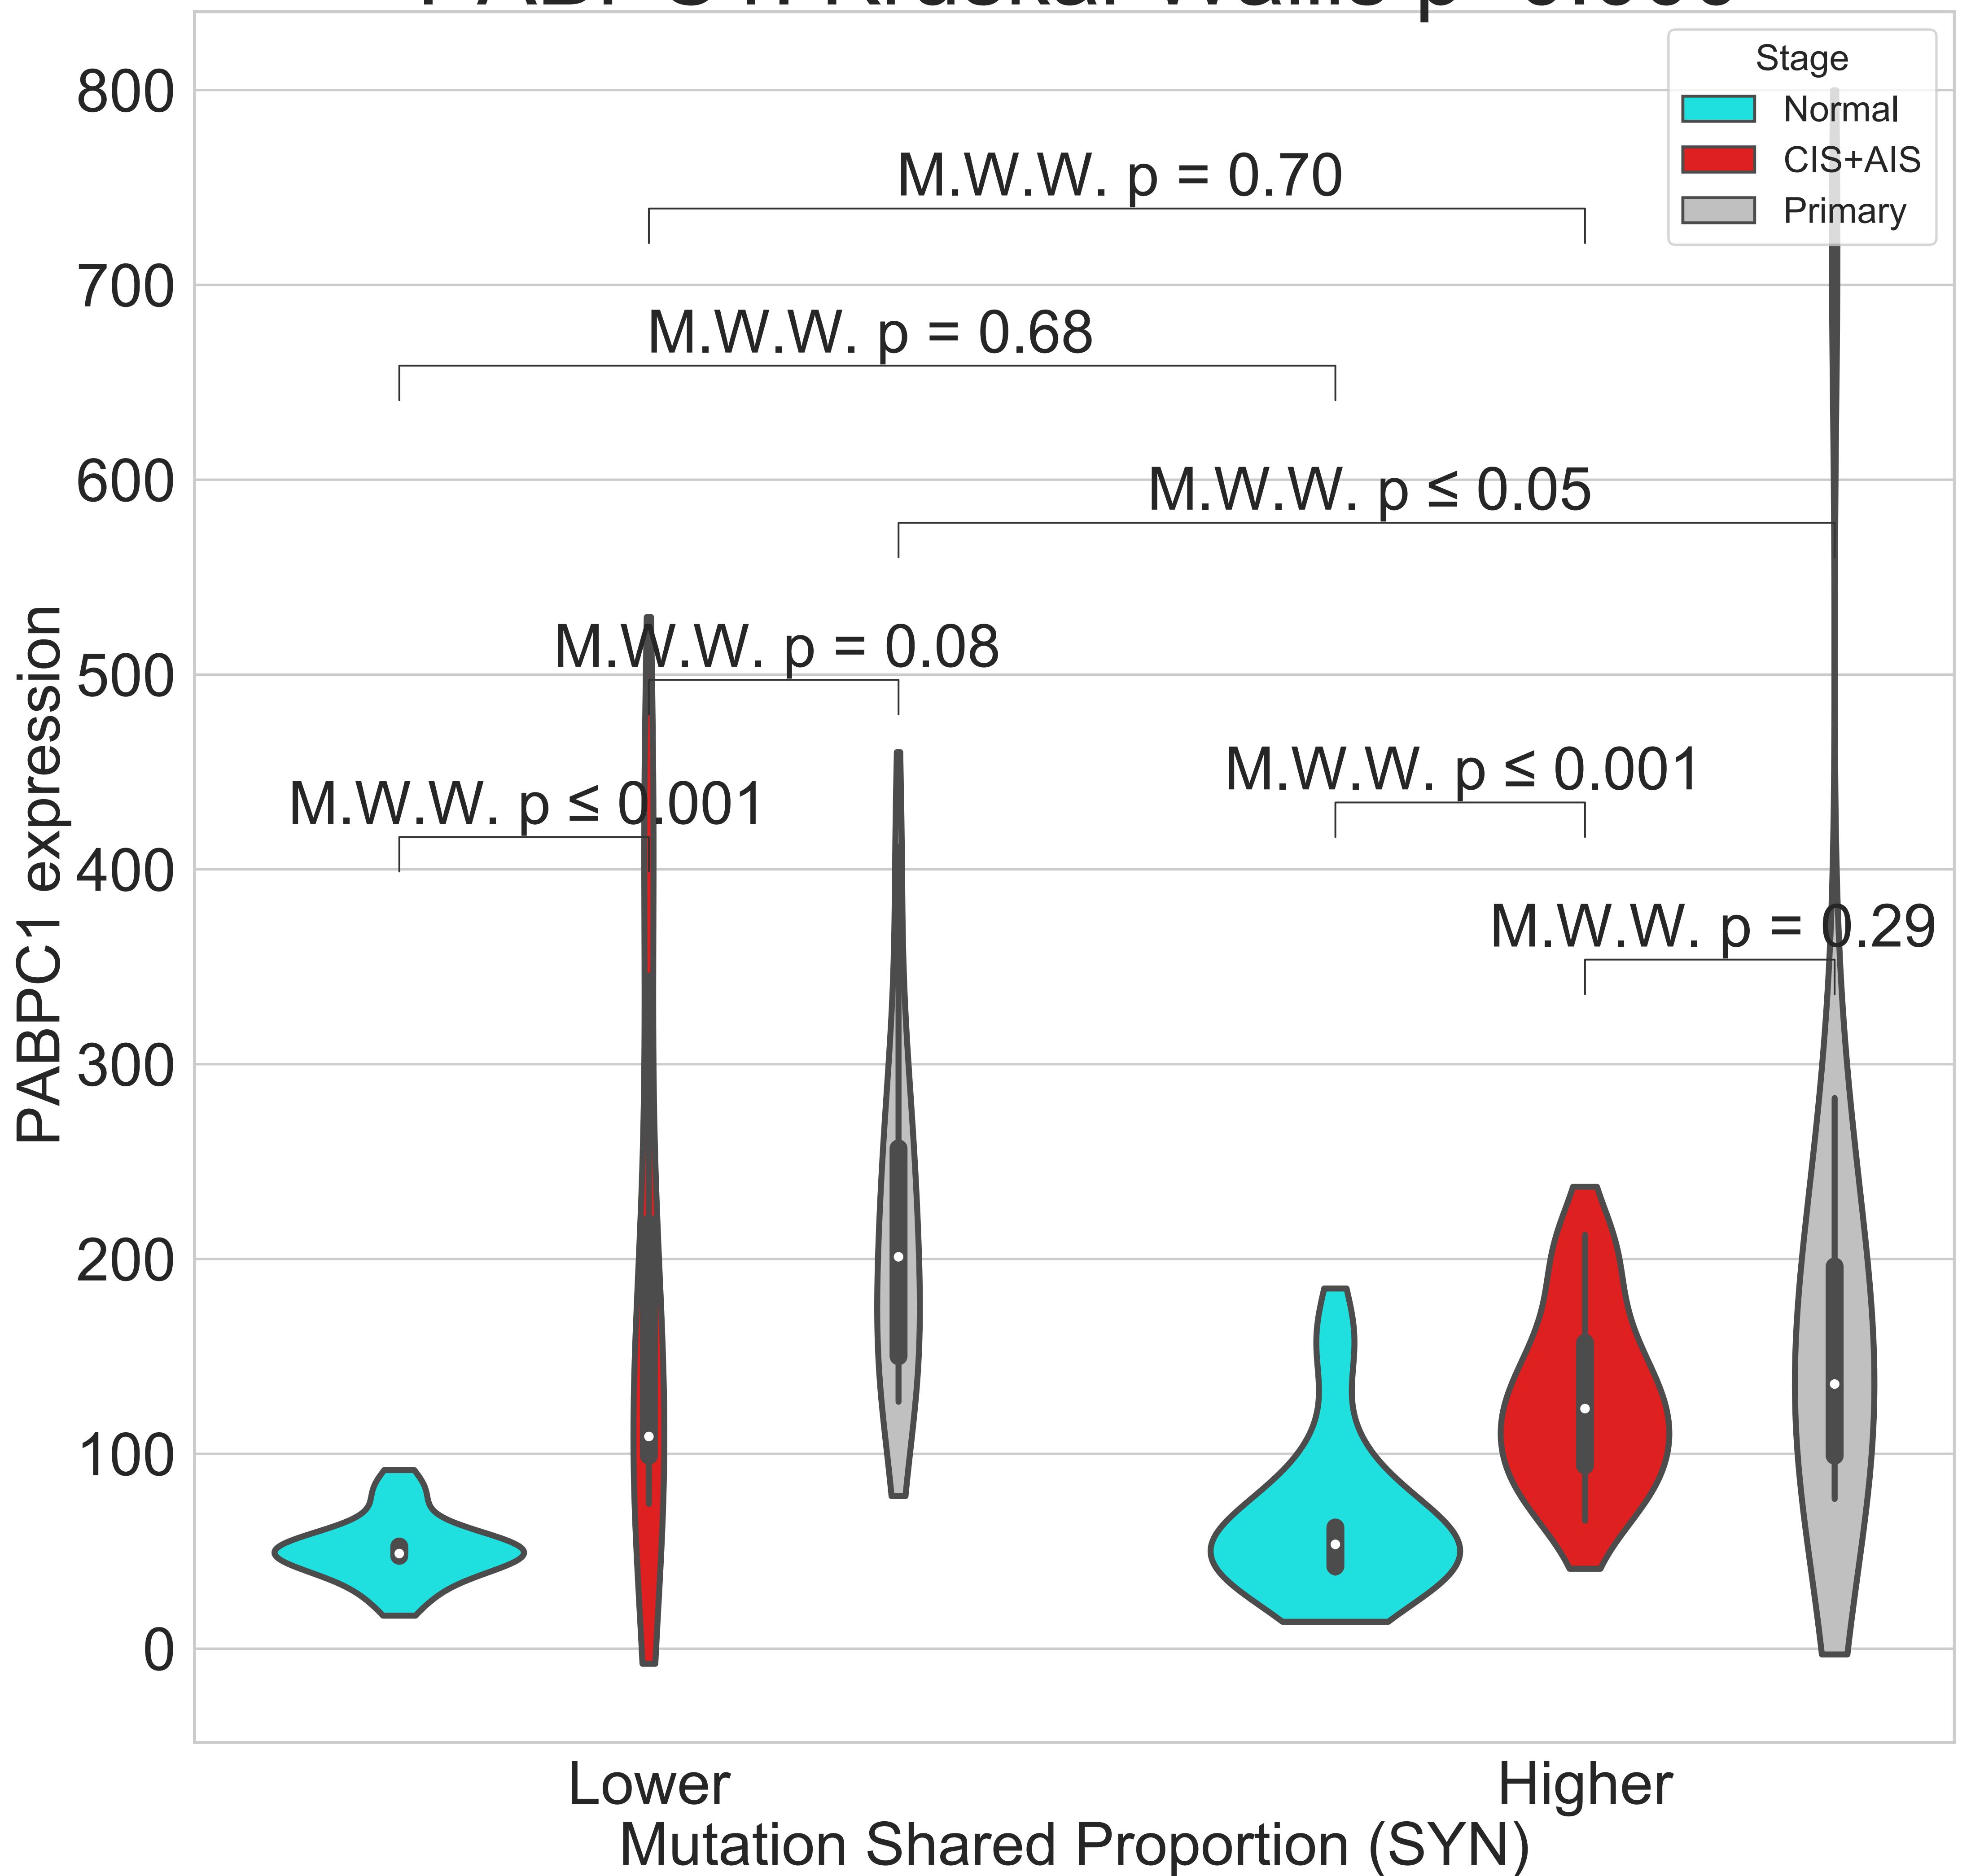 Stage
Normal
CIS+AIS
Primary
800
700
600
500
400
300
200
100
0
PABPC1 expression
M.W.W. p = 0.70
M.W.W. p = 0.68
M.W.W. p ≤ 0.05
M.W.W. p = 0.08
M.W.W. p ≤ 0.001
M.W.W. p ≤ 0.001
M.W.W. p = 0.29
Lower
Higher
Mutation Shared Proportion (SYN)